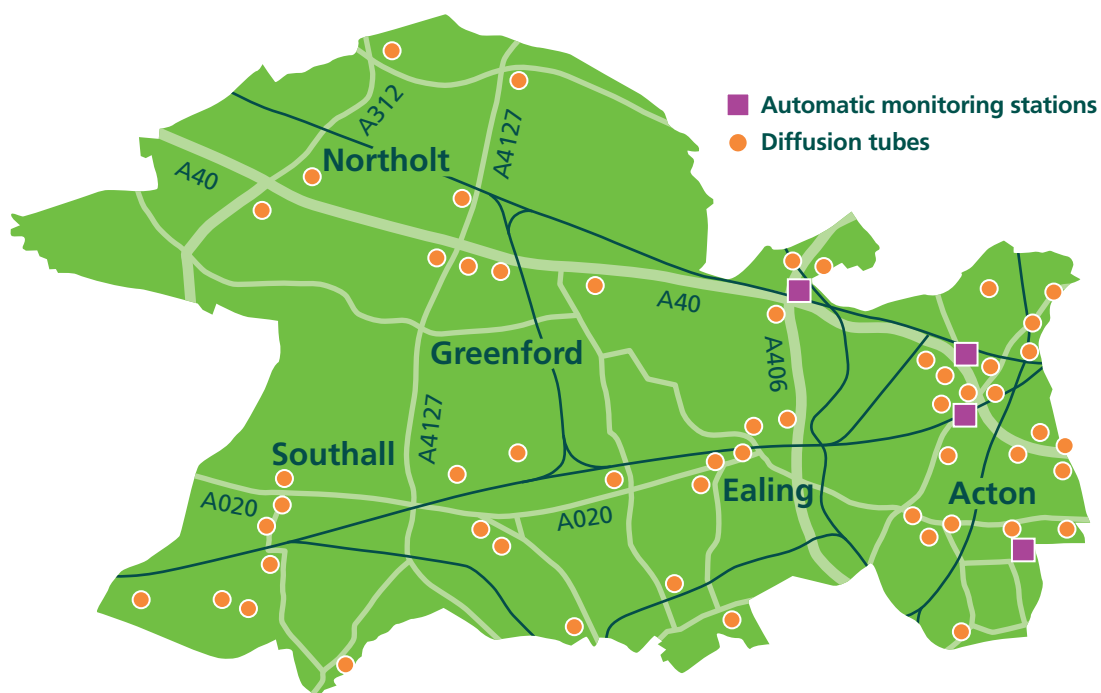 Automatic monitoring stations
Diffusion tubes
A312
A4127
Northolt
A40
A40
Greenford
A406
A4127
Southall
A020
A020
Ealing
Acton